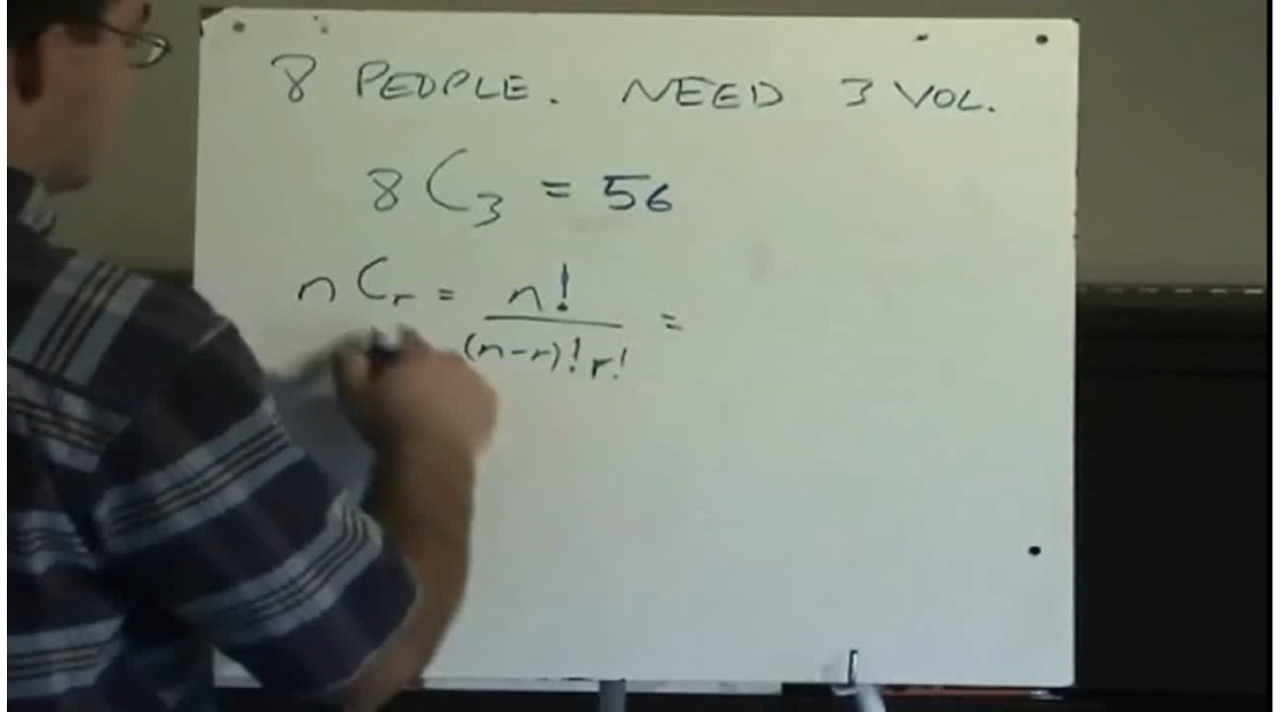 8 PEOPLE. NEED 3 VOL.
8 C₃ = 56
n Cᵣ = n! / (n-r)! r! =